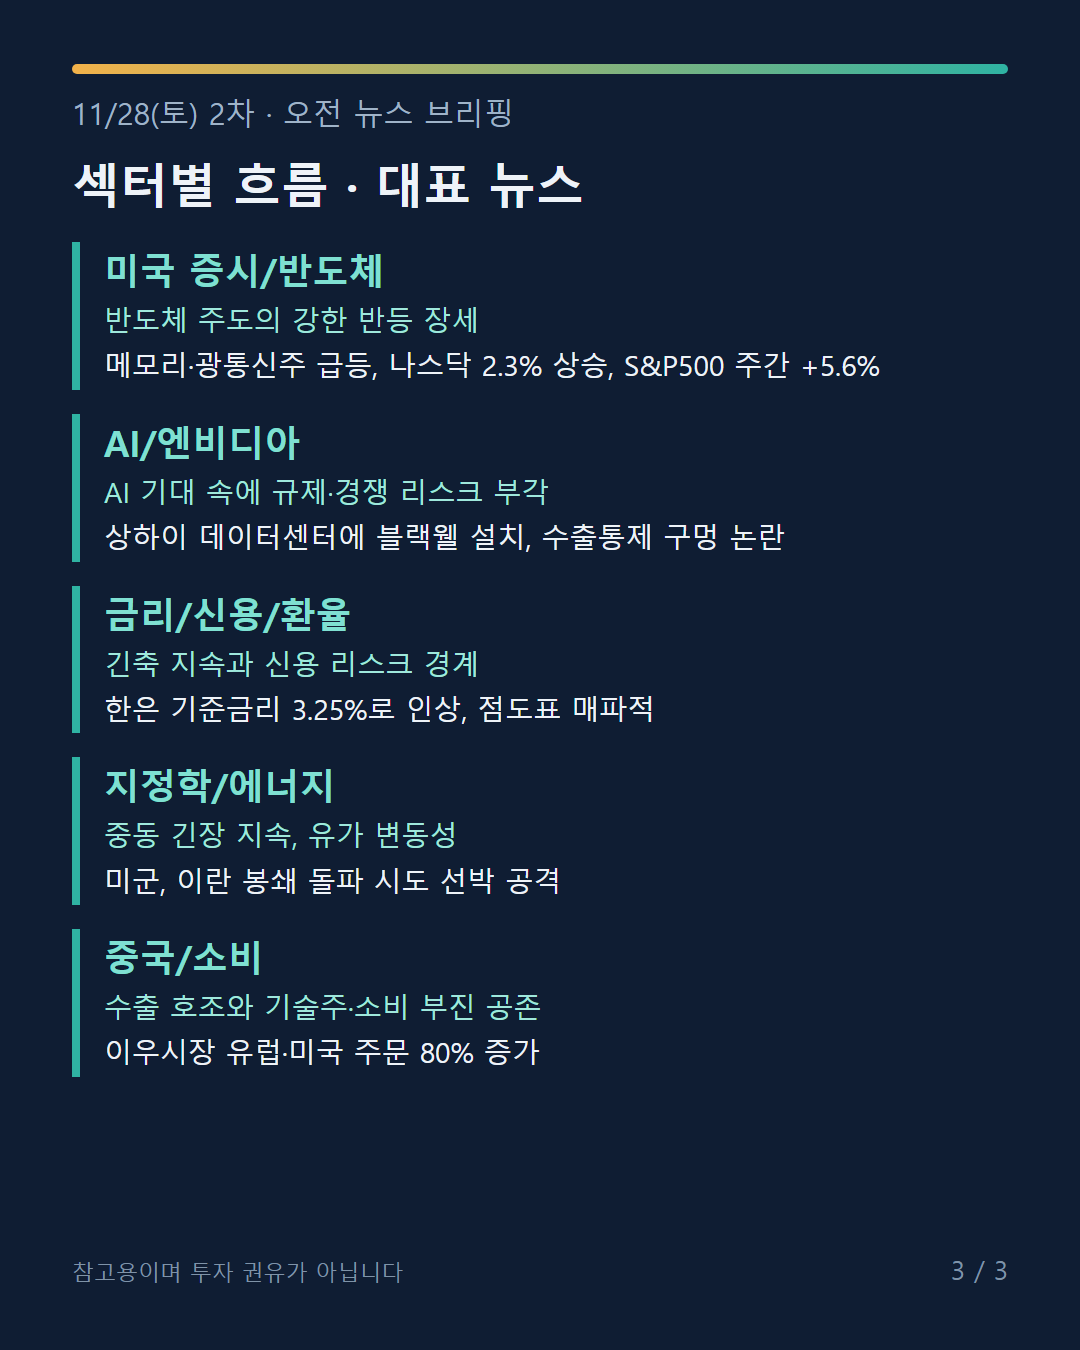 11/28(토) 2차 · 오전 뉴스 브리핑
섹터별 흐름 · 대표 뉴스
미국 증시/반도체
반도체 주도의 강한 반등 장세
메모리·광통신주 급등, 나스닥 2.3% 상승, S&P500 주간 +5.6%
AI/엔비디아
AI 기대 속에 규제·경쟁 리스크 부각
상하이 데이터센터에 블랙웰 설치, 수출통제 구멍 논란
금리/신용/환율
긴축 지속과 신용 리스크 경계
한은 기준금리 3.25%로 인상, 점도표 매파적
지정학/에너지
중동 긴장 지속, 유가 변동성
미군, 이란 봉쇄 돌파 시도 선박 공격
중국/소비
수출 호조와 기술주·소비 부진 공존
이우시장 유럽·미국 주문 80% 증가
참고용이며 투자 권유가 아닙니다
3 / 3